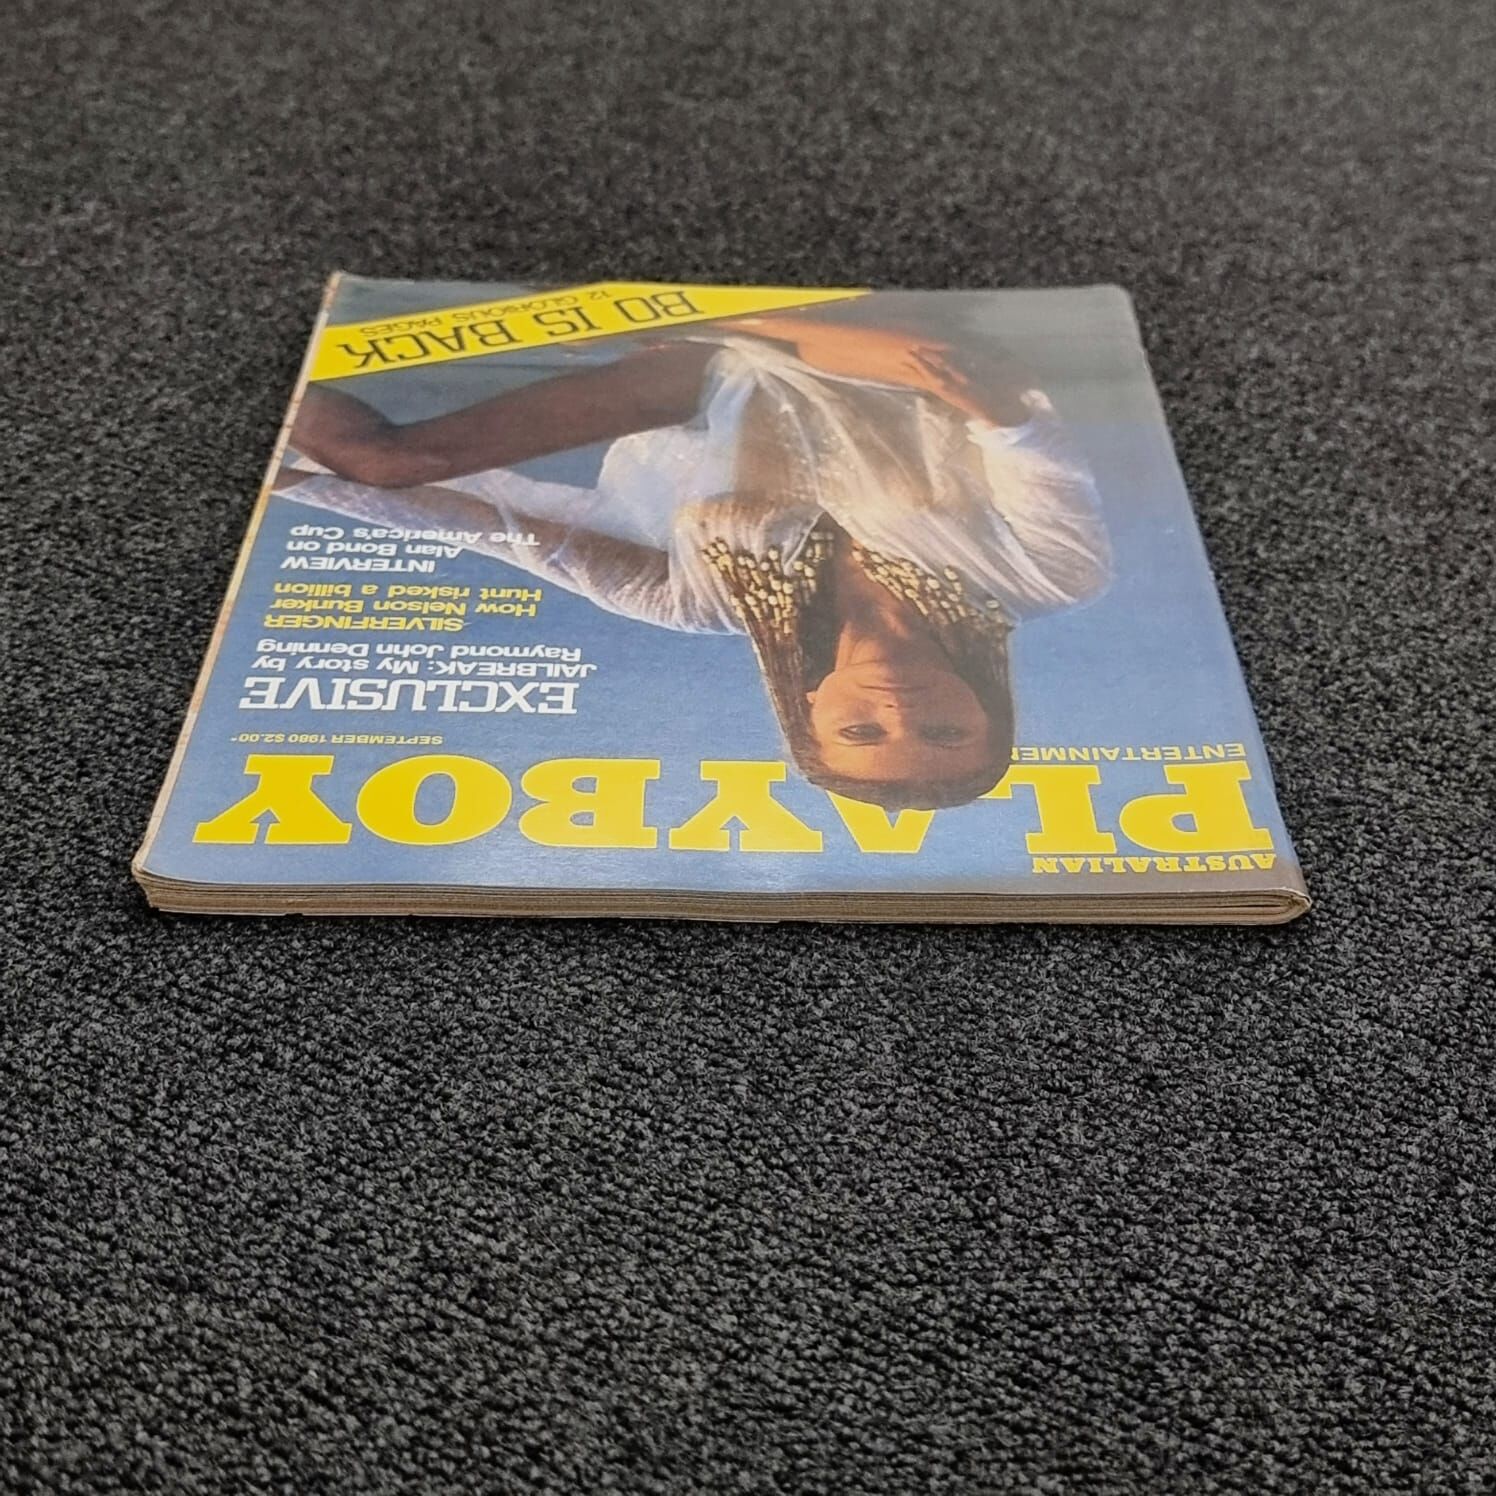 AUSTRALIAN
PLAYBOY
ENTERTAINMEN
SEPTEMBER 1980 $2.00*
EXCLUSIVE
JAILBREAK: My story by
Raymond John Denning
SILVERFINGER
How Nelson Bunker
Hunt risked a billion
INTERVIEW
Alan Bond on
The America's Cup
BO IS BACK
12 GLORIOUS PAGES